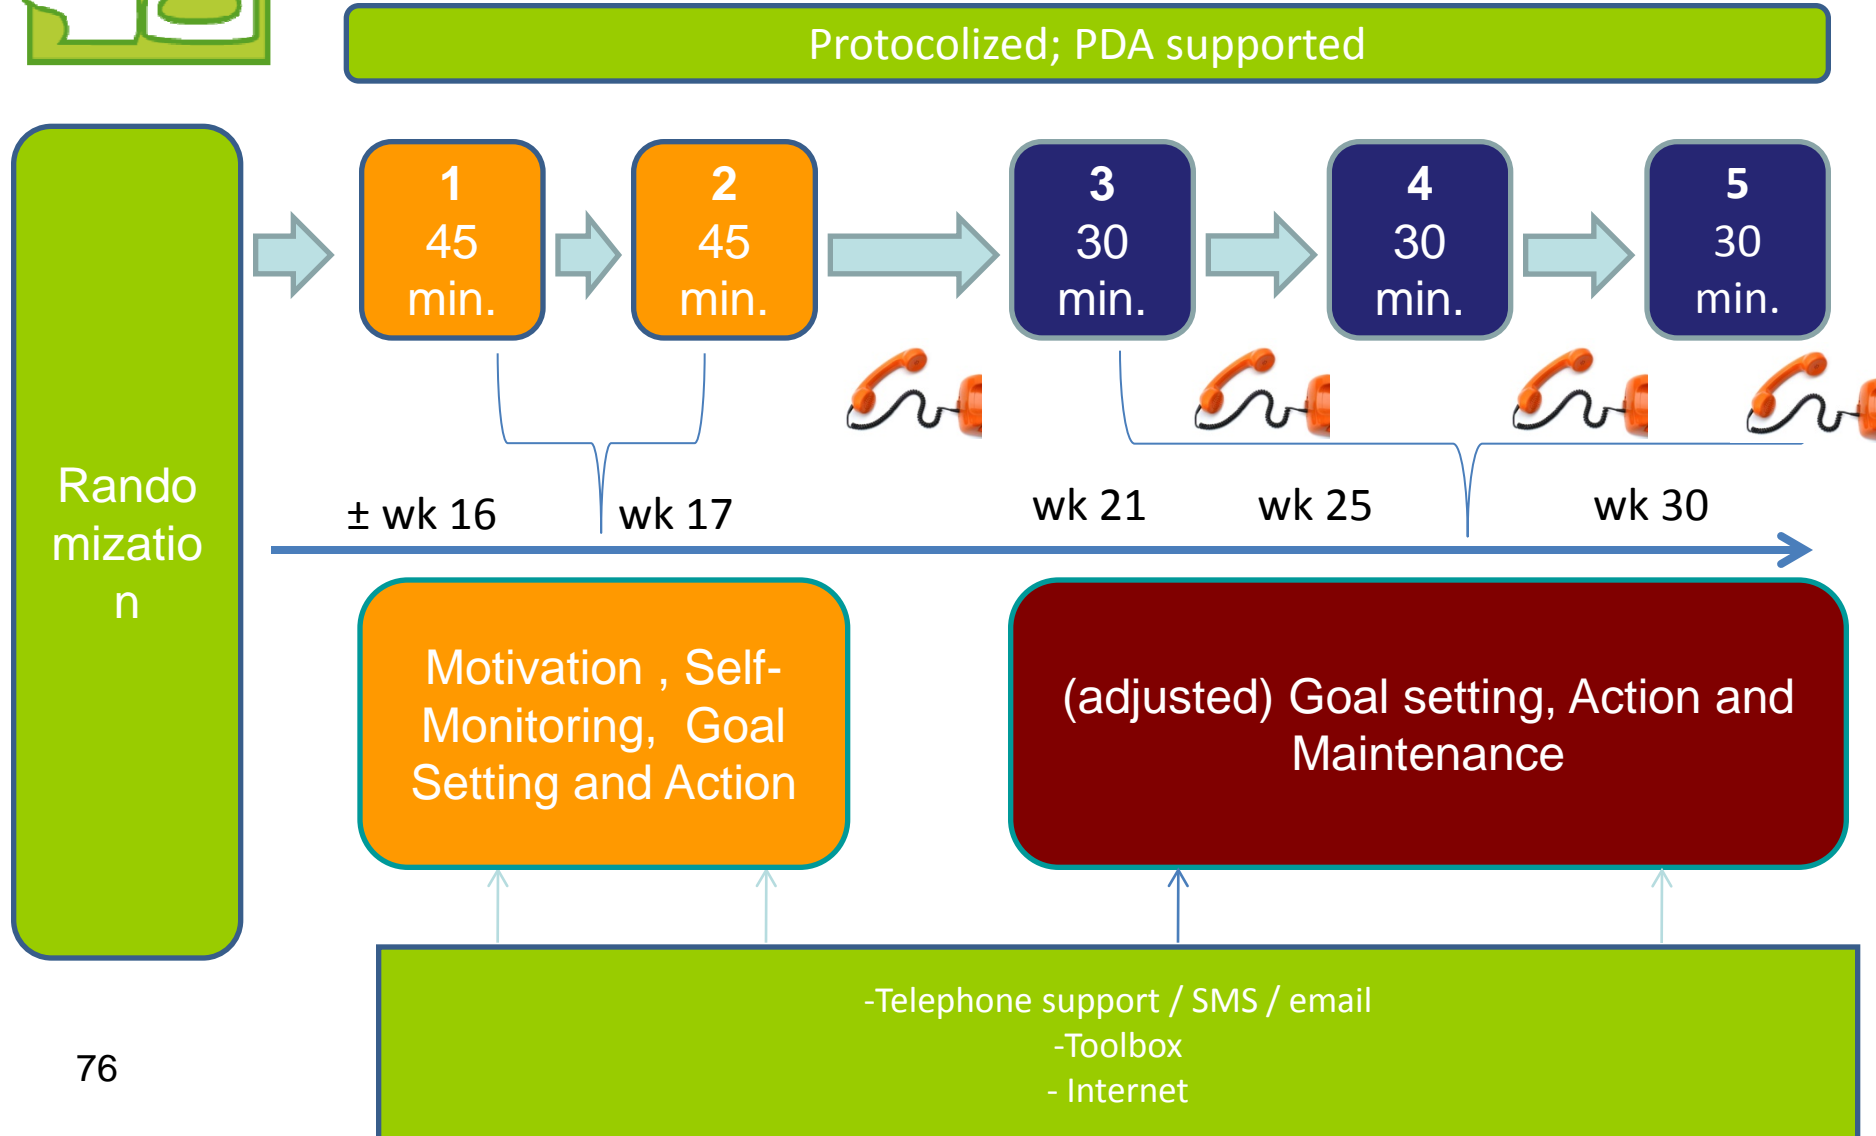 Protocolized; PDA supported
1
45
min.
2
45
min.
3
30
min.
4
30
min.
5
30
min.
Rando
mizatio
n
± wk 16
wk 17
wk 21
wk 25
wk 30
Motivation , Self-
Monitoring,  Goal
Setting and Action
(adjusted) Goal setting, Action and
Maintenance
-Telephone support / SMS / email
-Toolbox
- Internet
76